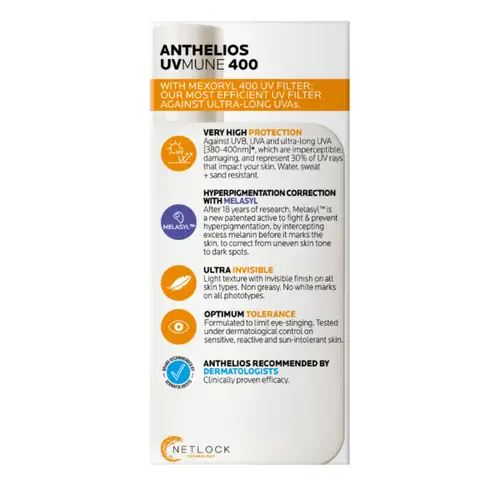 ANTHELIOS
UVMUNE 400
WITH MEXORYL 400 UV FILTER:
OUR MOST EFFICIENT UV FILTER
AGAINST ULTRA-LONG UVAs.
UV
VERY HIGH PROTECTION
Against UVB, UVA and ultra-long UVA
[380-400nm]*, which are imperceptible,
damaging, and represent 30% of UV rays
that impact your skin. Water, sweat
+ sand resistant.
MELASYL™
HYPERPIGMENTATION CORRECTION
WITH MELASYL
After 18 years of research, Melasyl™ is
a new patented active to fight & prevent
hyperpigmentation, by intercepting
excess melanin before it marks the
skin, to correct from uneven skin tone
to dark spots.
ULTRA INVISIBLE
Light texture with invisible finish on all
skin types. Non greasy. No white marks
on all phototypes.
OPTIMUM TOLERANCE
Formulated to limit eye-stinging. Tested
under dermatological control on
sensitive, reactive and sun-intolerant skin.
BRAND RECOMMENDED BY
DERMATOLOGISTS
ANTHELIOS RECOMMENDED BY
DERMATOLOGISTS
Clinically proven efficacy.
NETLOCK
TECHNOLOGY